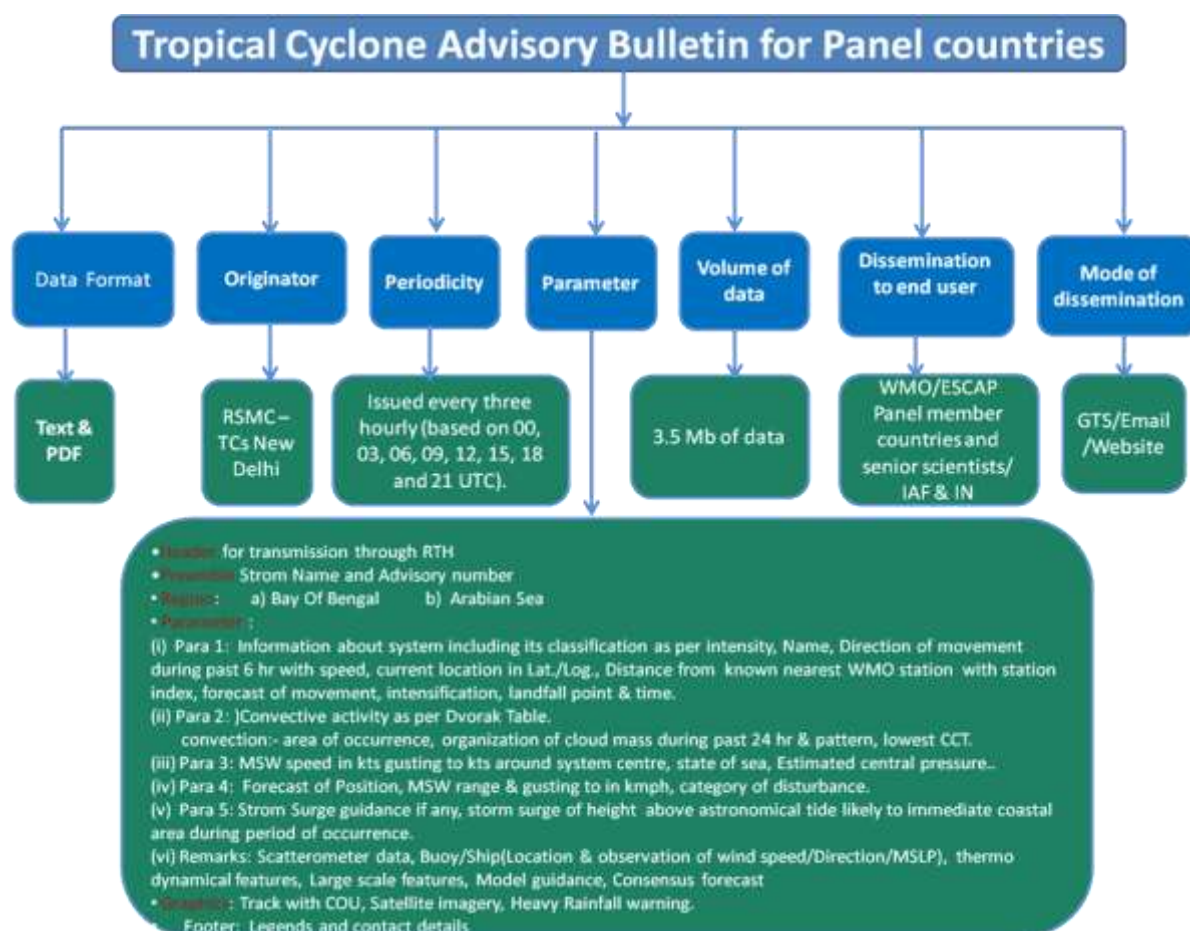 Tropical Cyclone Advisory Bulletin for Panel countries
Data Format
Originator
Periodicity
Parameter
Volume of
data
Dissemination
to end user
Mode of
dissemination
Text &
PDF
RSMC –
TCs New
Delhi
Issued every three
hourly (based on 00,
03, 06, 09, 12, 15, 18
and 21 UTC).
3.5 Mb of data
WMO/ESCAP
Panel member
countries and
senior scientists/
IAF & IN
GTS/Email
/Website
•Header for transmission through RTH
• Strom Name and Advisory number
•Region: a) Bay Of Bengal b) Arabian Sea
•Parameter :
(i) Para 1: Information about system including its classification as per intensity, Name, Direction of movement
during past 6 hr with speed, current location in Lat./Log., Distance from known nearest WMO station with station
index, forecast of movement, intensification, landfall point & time.
(ii) Para 2: )Convective activity as per Dvorak Table.
convection:- area of occurrence, organization of cloud mass during past 24 hr & pattern, lowest CCT.
(iii) Para 3: MSW speed in kts gusting to kts around system centre, state of sea, Estimated central pressure..
(iv) Para 4: Forecast of Position, MSW range & gusting to in kmph, category of disturbance.
(v) Para 5: Strom Surge guidance if any, storm surge of height above astronomical tide likely to immediate coastal
area during period of occurrence.
(vi) Remarks: Scatterometer data, Buoy/Ship(Location & observation of wind speed/Direction/MSLP), thermo
dynamical features, Large scale features, Model guidance, Consensus forecast
•Graphics: Track with COU, Satellite imagery, Heavy Rainfall warning.
• Footer: Legends and contact details